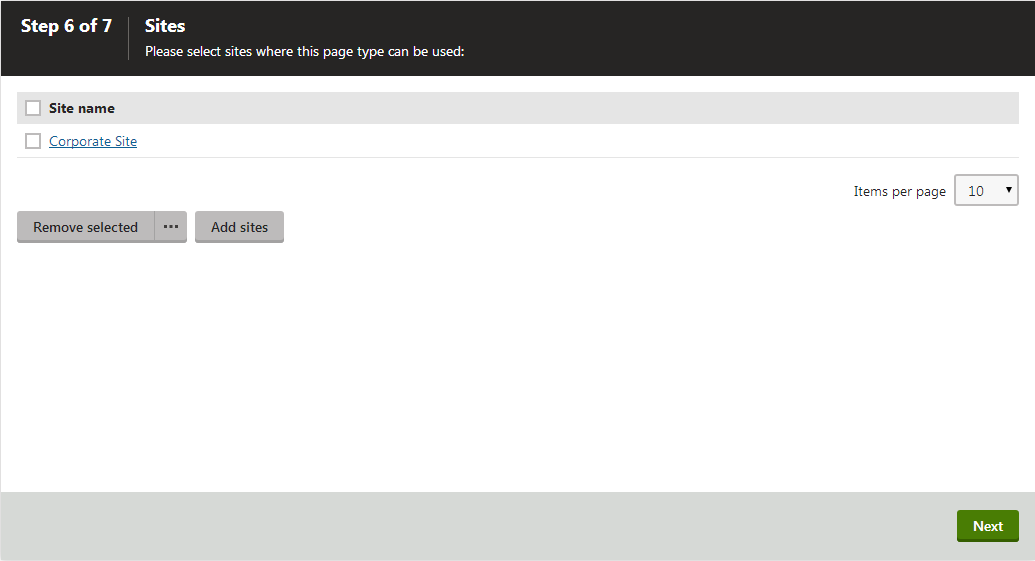 Step 6 of 7
Sites
Please select sites where this page type can be used:
Site name
Corporate Site
Items per page 10
Remove selected ... Add sites
Next